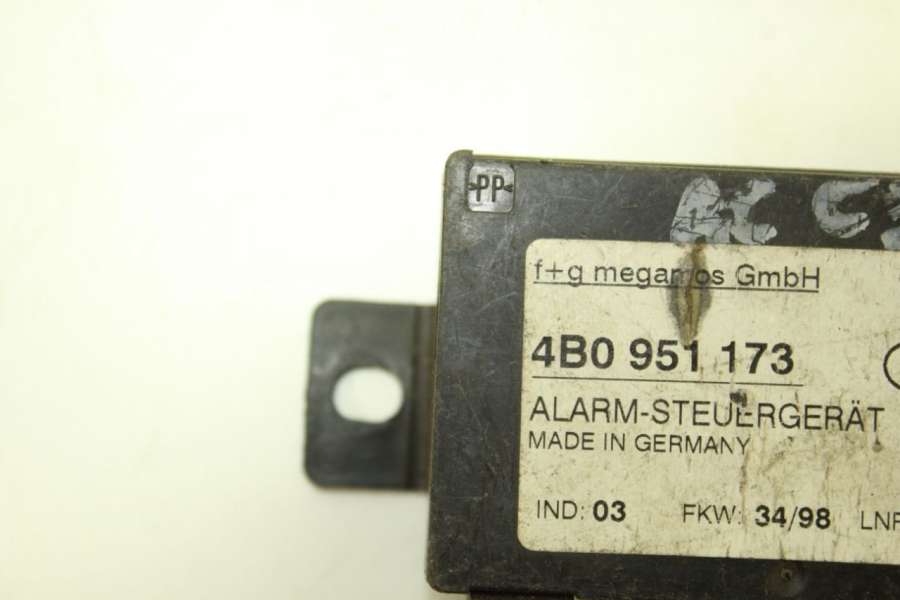 >PP<
f+g megamos GmbH
4B0 951 173
ALARM-STEUERGERÄT
MADE IN GERMANY
IND: 03 FKW: 34/98